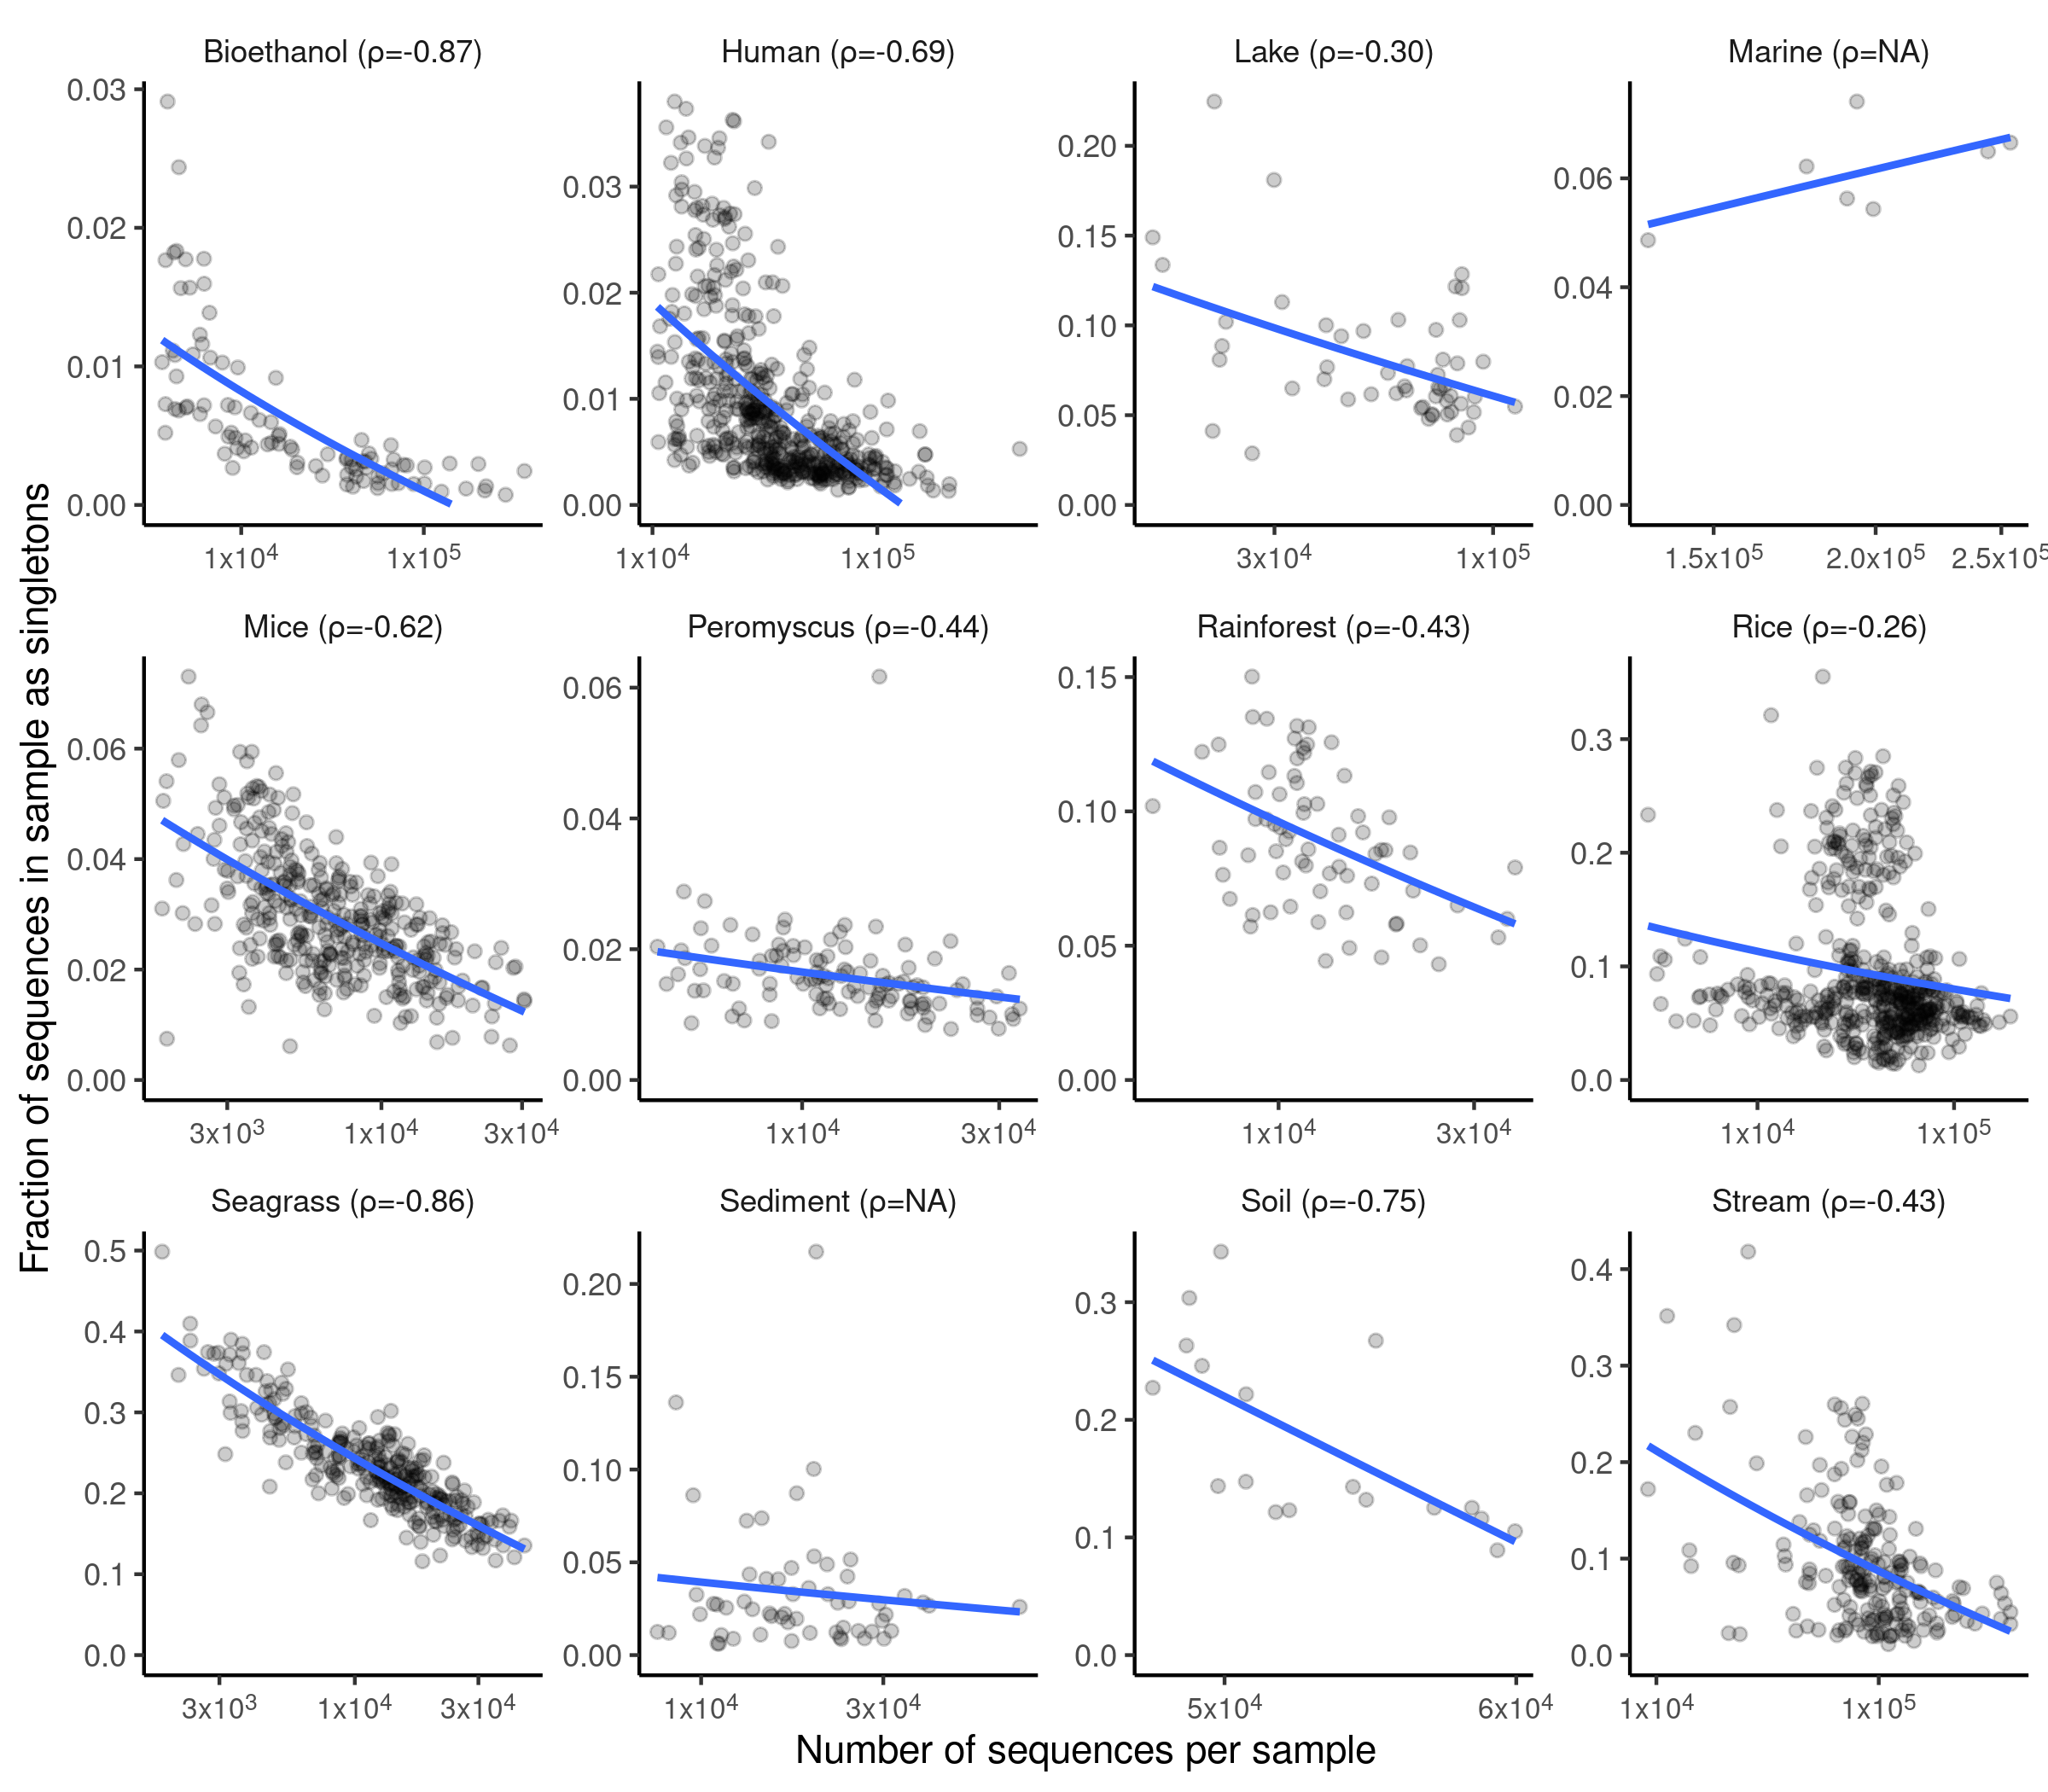 Bioethanol (ρ=-0.87)
Human (ρ=-0.69)
Lake (ρ=-0.30)
Marine (ρ=NA)
0.03
0.02
0.01
0.00
1x10⁴
1x10⁵
0.03
0.02
0.01
0.00
1x10⁴
1x10⁵
0.20
0.15
0.10
0.05
0.00
3x10⁴
1x10⁵
0.06
0.04
0.02
0.00
1.5x10⁵
2.0x10⁵
2.5x10⁵
Mice (ρ=-0.62)
Peromyscus (ρ=-0.44)
Rainforest (ρ=-0.43)
Rice (ρ=-0.26)
0.06
0.04
0.02
0.00
3x10³
1x10⁴
3x10⁴
0.06
0.04
0.02
0.00
1x10⁴
3x10⁴
0.15
0.10
0.05
0.00
1x10⁴
3x10⁴
0.3
0.2
0.1
0.0
1x10⁴
1x10⁵
Seagrass (ρ=-0.86)
Sediment (ρ=NA)
Soil (ρ=-0.75)
Stream (ρ=-0.43)
0.5
0.4
0.3
0.2
0.1
0.0
3x10³
1x10⁴
3x10⁴
0.20
0.15
0.10
0.05
0.00
1x10⁴
3x10⁴
0.3
0.2
0.1
0.0
5x10⁴
6x10⁴
0.4
0.3
0.2
0.1
0.0
1x10⁴
1x10⁵
Fraction of sequences in sample as singletons
Number of sequences per sample